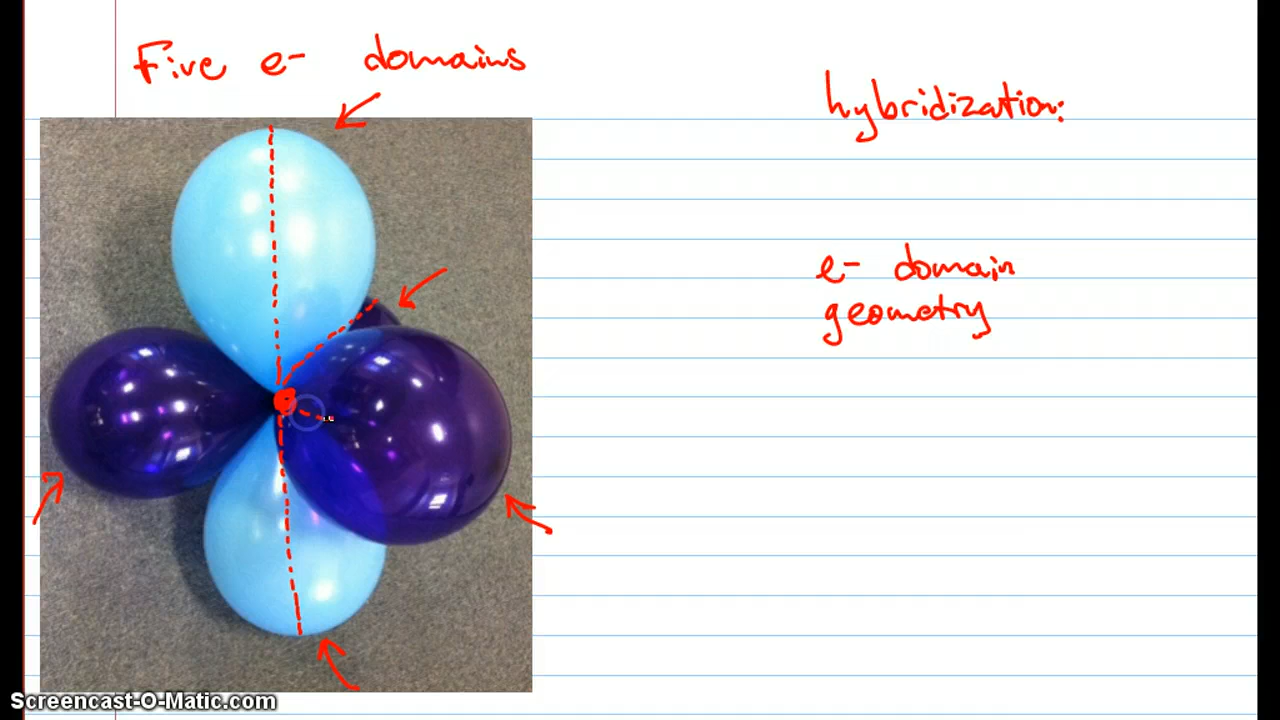 Five e- domains
hybridization:
e- domain
geometry
Screencast-O-Matic.com